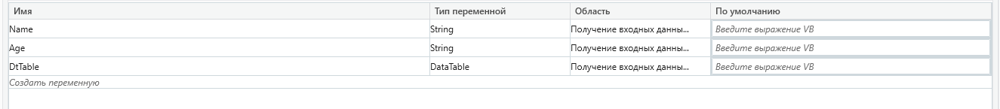 Имя Тип переменной Область По умолчанию
Name String Получение входных данны... Введите выражение VB
Age String Получение входных данны... Введите выражение VB
DtTable DataTable Получение входных данны... Введите выражение VB
Создать переменную